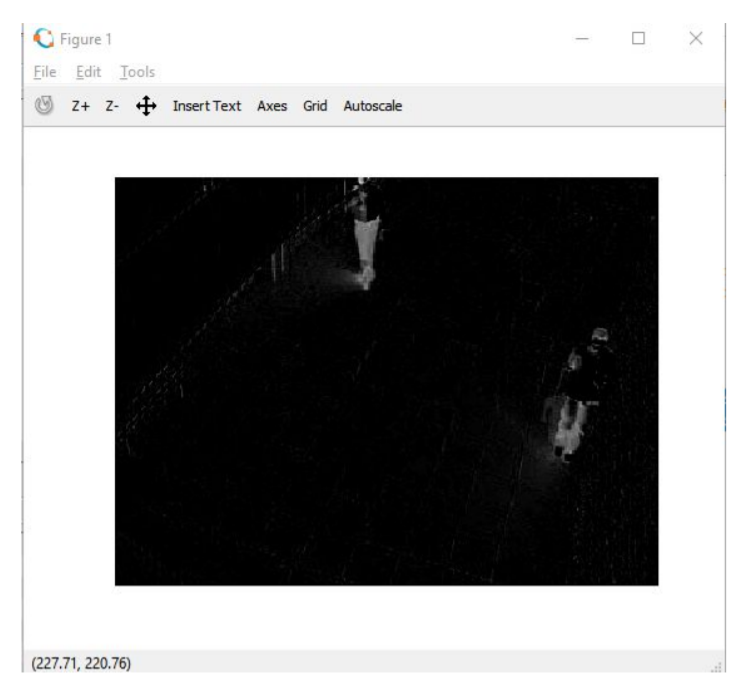 Figure 1
File Edit Tools
Z+ Z- Insert Text Axes Grid Autoscale
(227.71, 220.76)